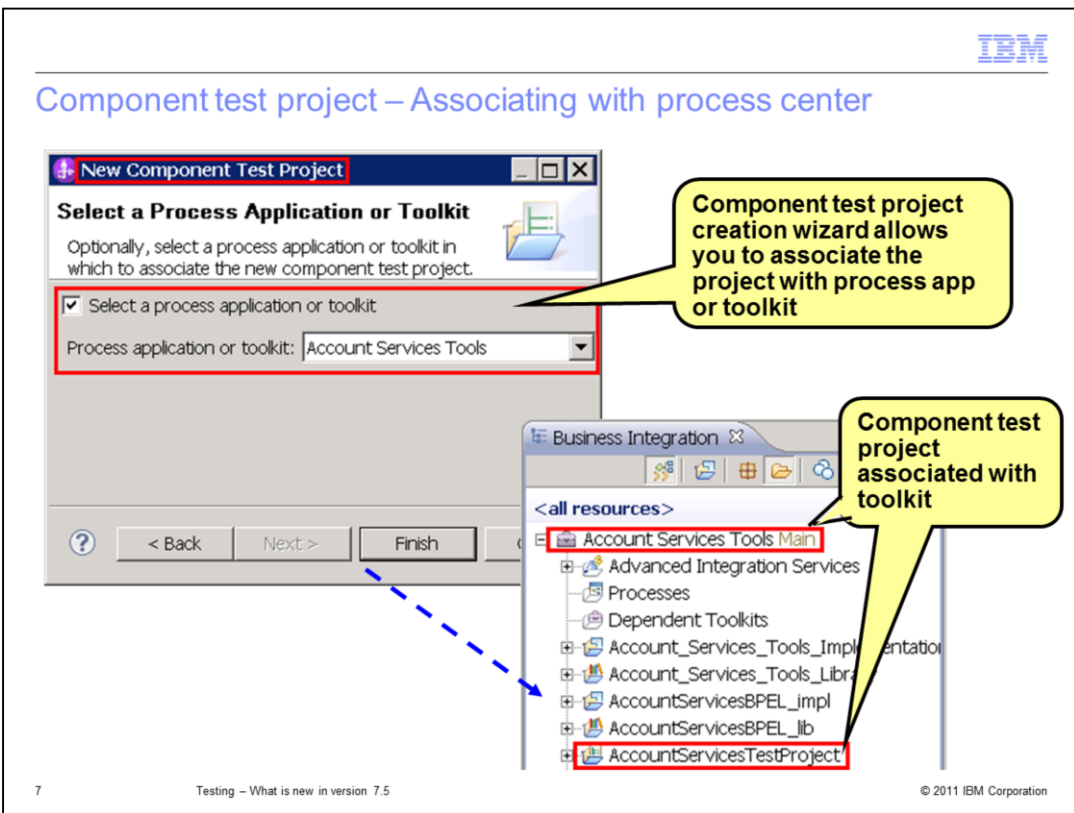 IBM
Component test project – Associating with process center
New Component Test Project
Select a Process Application or Toolkit
Optionally, select a process application or toolkit in
which to associate the new component test project.
Select a process application or toolkit
Process application or toolkit: Account Services Tools
< Back Next > Finish
Component test project
creation wizard allows
you to associate the
project with process app
or toolkit
Business Integration
<all resources>
Account Services Tools Main
Advanced Integration Services
Processes
Dependent Toolkits
Account_Services_Tools_Implementation
Account_Services_Tools_Library
AccountServicesBPEL_impl
AccountServicesBPEL_lib
AccountServicesTestProject
Component test
project
associated with
toolkit
7 Testing – What is new in version 7.5 © 2011 IBM Corporation